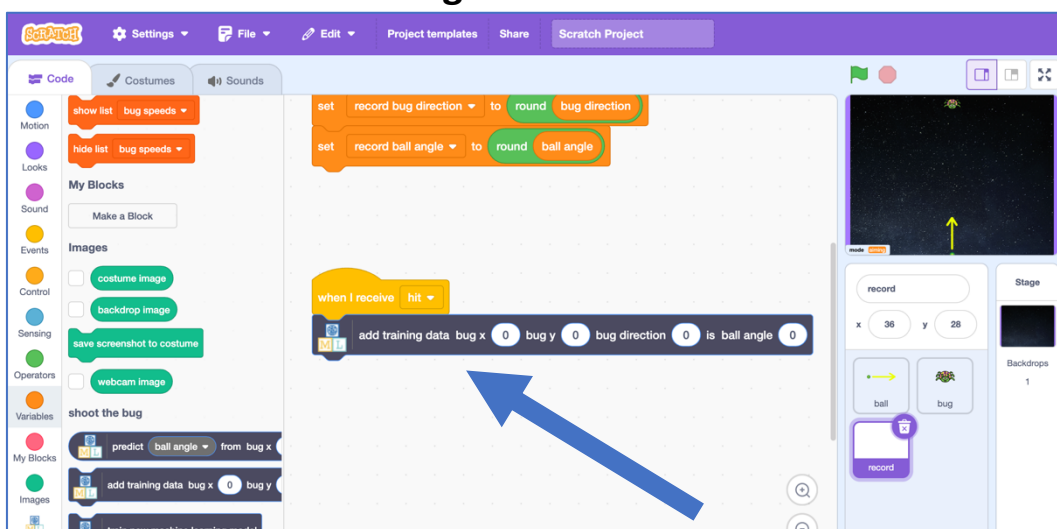 SCRATCH Settings File Edit Project templates Share Scratch Project
Code Costumes Sounds
Motion
Looks
Sound
Events
Control
Sensing
Operators
Variables
My Blocks
Images
show list bug speeds
hide list bug speeds
My Blocks
Make a Block
Images
costume image
backdrop image
save screenshot to costume
webcam image
shoot the bug
ML predict ball angle from bug x
ML add training data bug x 0 bug y
set record bug direction to round bug direction
set record ball angle to round ball angle
when I receive hit
ML add training data bug x 0 bug y 0 bug direction 0 is ball angle 0
mode
record
x 36 y 28
ball
bug
record
Stage
Backdrops
1